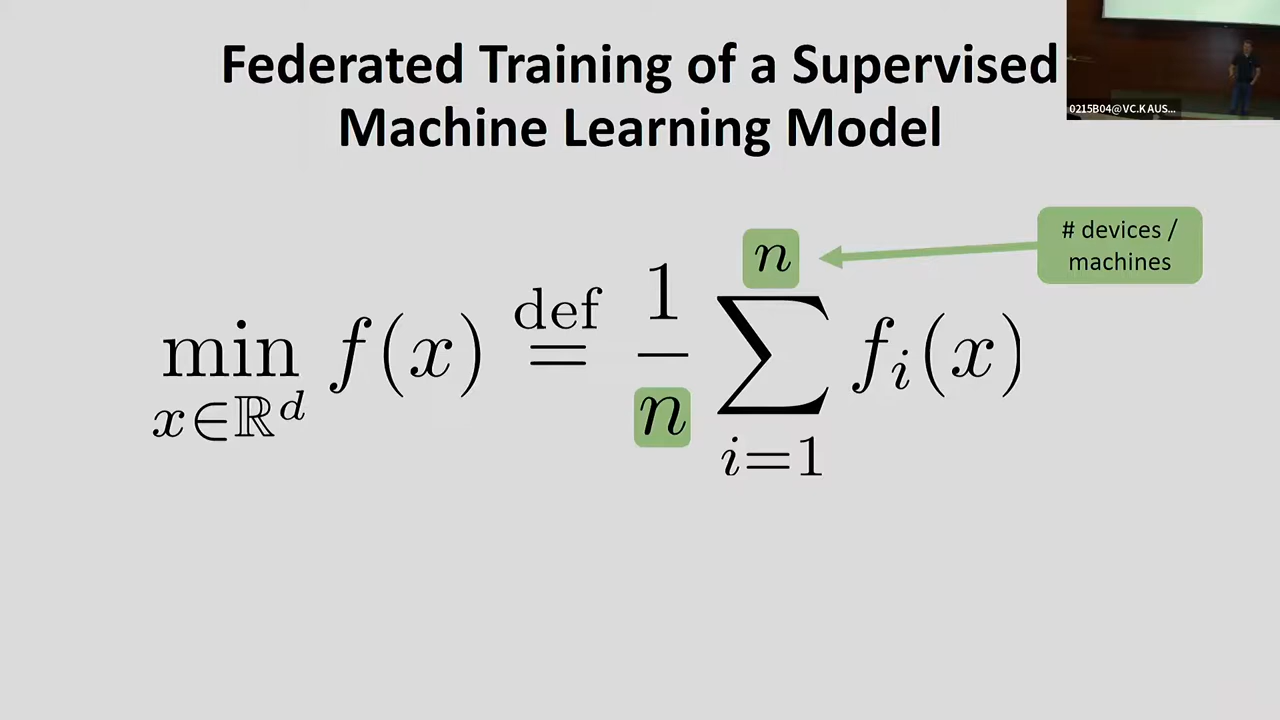 Federated Training of a Supervised
Machine Learning Model
0215B04@VC.KAUS...
# devices /
machines
min f(x) def= 1/n ∑ f_i(x)
x∈ℝ^d
n
i=1